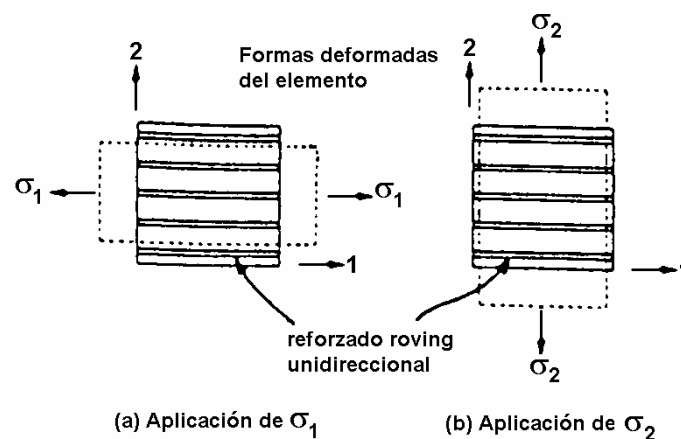 Formas deformadas
del elemento
2
σ1
σ1
1
2
σ2
σ2
reforzado roving
unidireccional
(a) Aplicación de σ1
(b) Aplicación de σ2